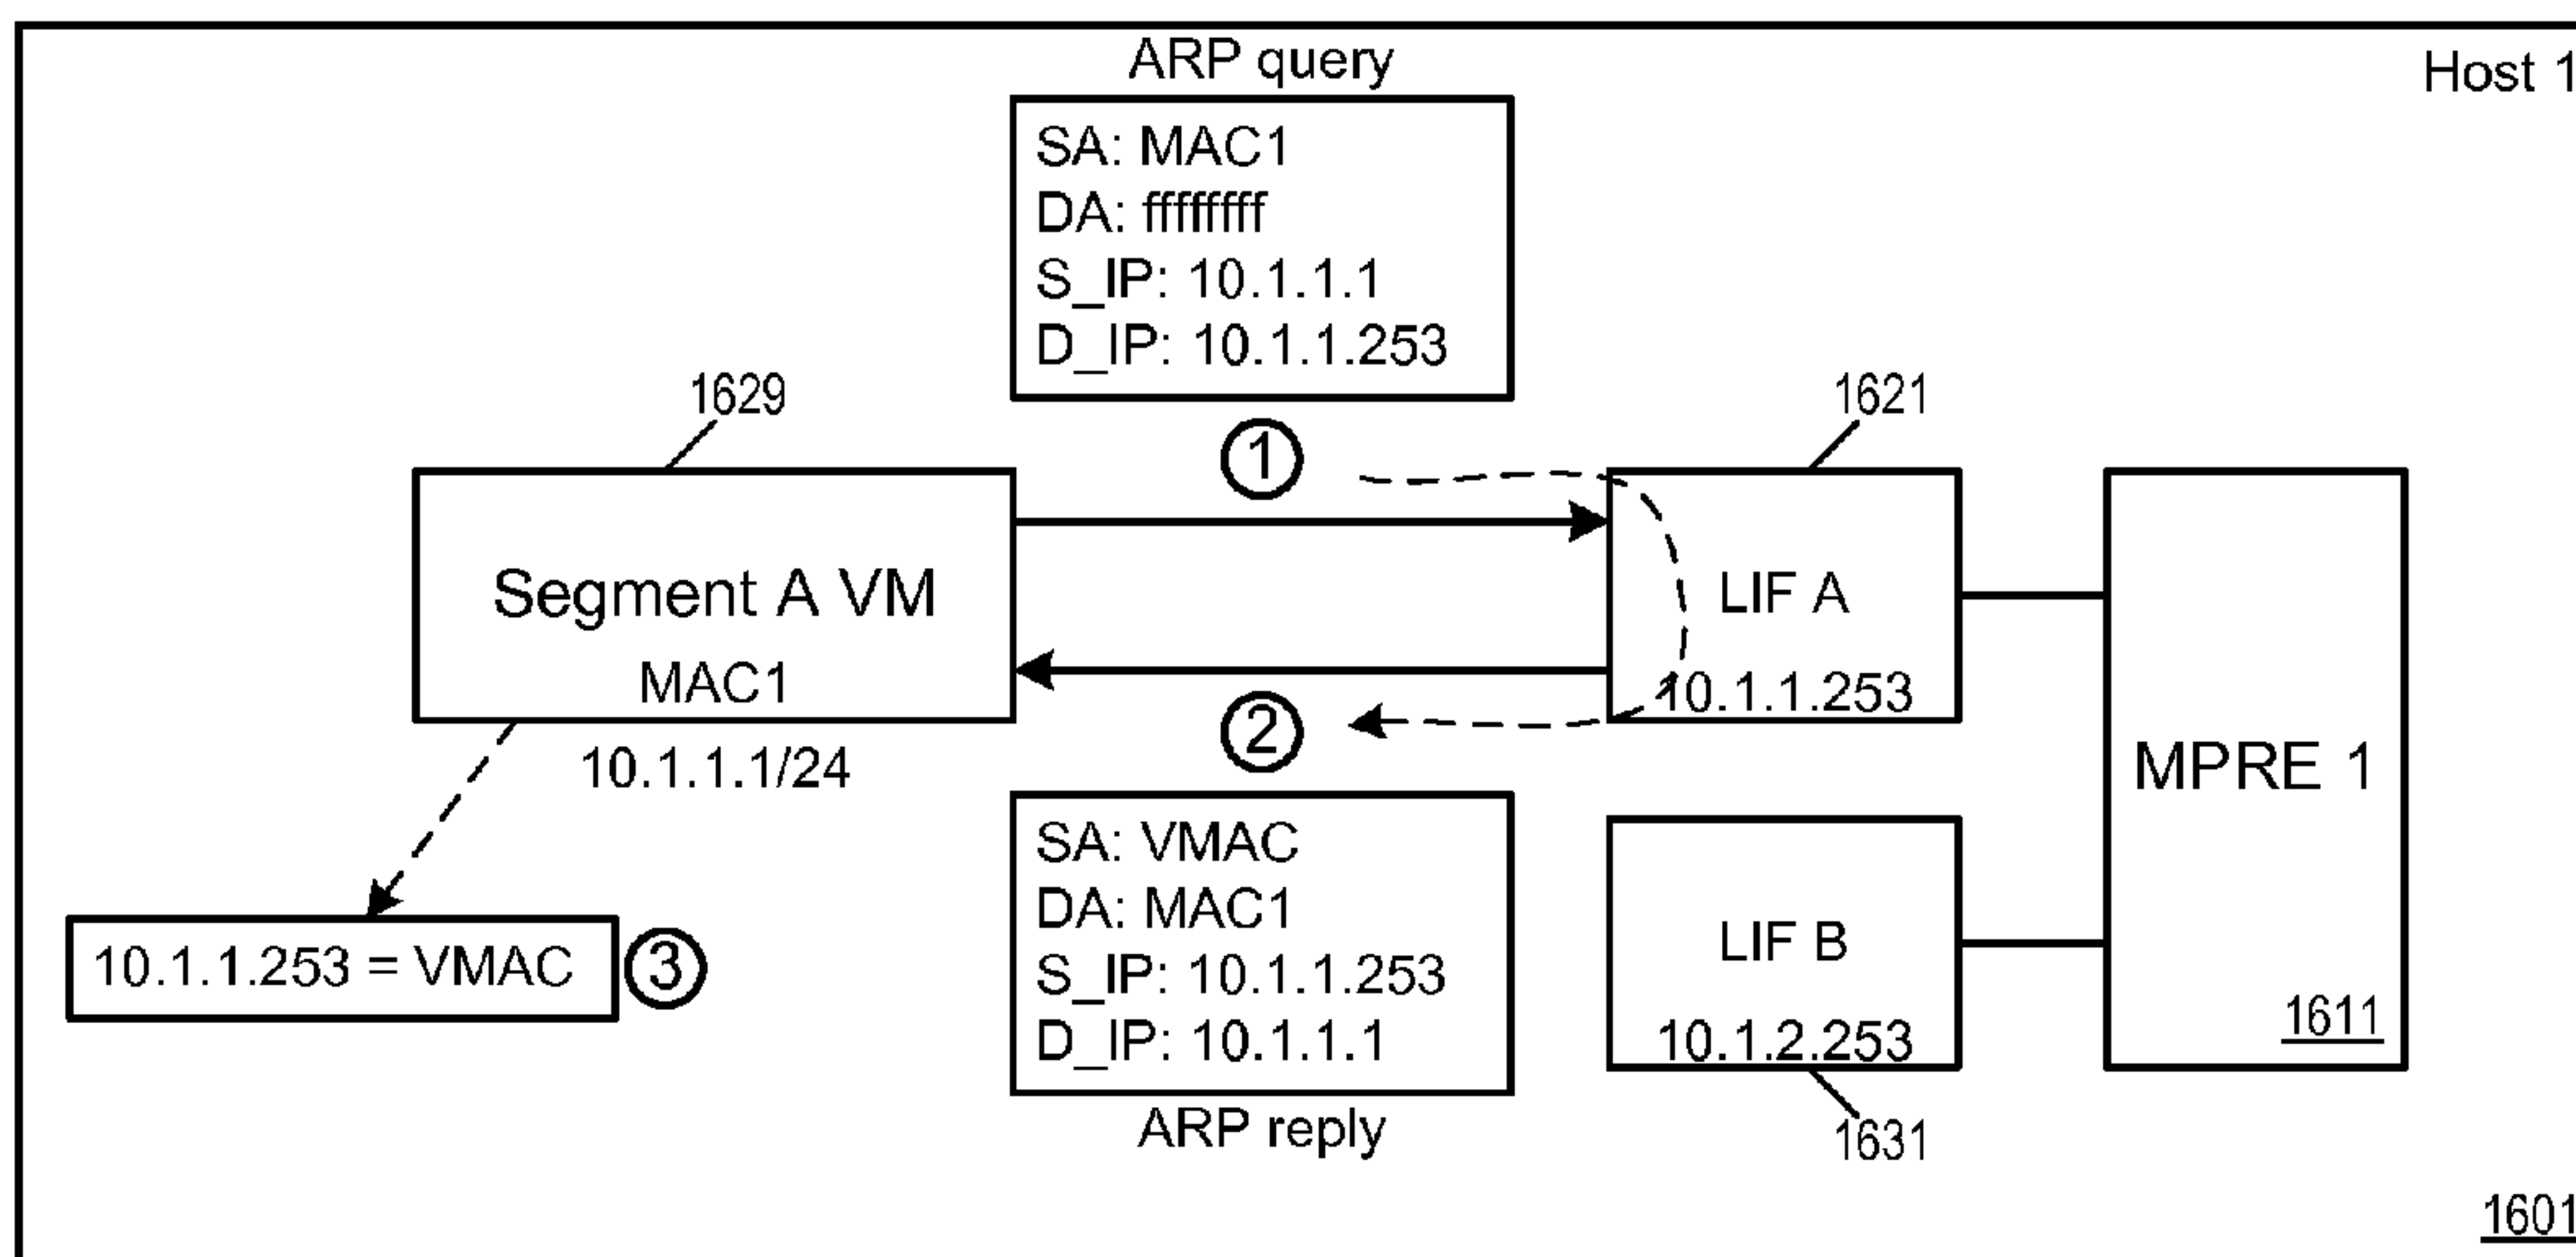 ARP query
Host 1
SA: MAC1
DA: fffffffff
S_IP: 10.1.1.1
D_IP: 10.1.1.253
1629
1621
1
Segment A VM
MAC1
10.1.1.1/24
LIF A
10.1.1.253
MPRE 1
1611
2
SA: VMAC
DA: MAC1
S_IP: 10.1.1.253
D_IP: 10.1.1.1
ARP reply
10.1.1.253 = VMAC
3
LIF B
10.1.2.253
1631
1601